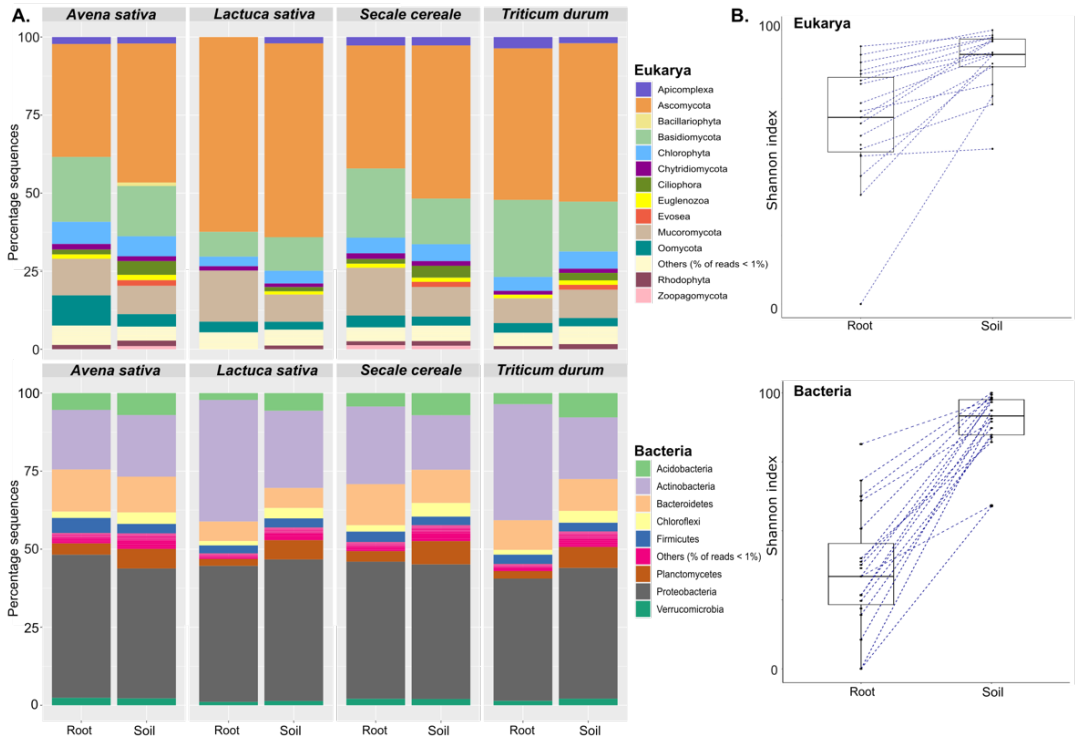 A.
Avena sativa Lactuca sativa Secale cereale Triticum durum
Percentage sequences
100
75
50
25
0
Eukarya
Apicomplexa
Ascomycota
Bacillariophyta
Basidiomycota
Chlorophyta
Chytridiomycota
Ciliophora
Euglenozoa
Evosea
Mucoromycota
Oomycota
Others (% of reads < 1%)
Rhodophyta
Zoopagomycota
Avena sativa Lactuca sativa Secale cereale Triticum durum
Percentage sequences
100
75
50
25
0
Root Soil Root Soil Root Soil Root Soil
Bacteria
Acidobacteria
Actinobacteria
Bacteroidetes
Chloroflexi
Firmicutes
Others (% of reads < 1%)
Planctomycetes
Proteobacteria
Verrucomicrobia
B.
Eukarya
Shannon index
100
0
Root Soil
Bacteria
Shannon index
100
0
Root Soil